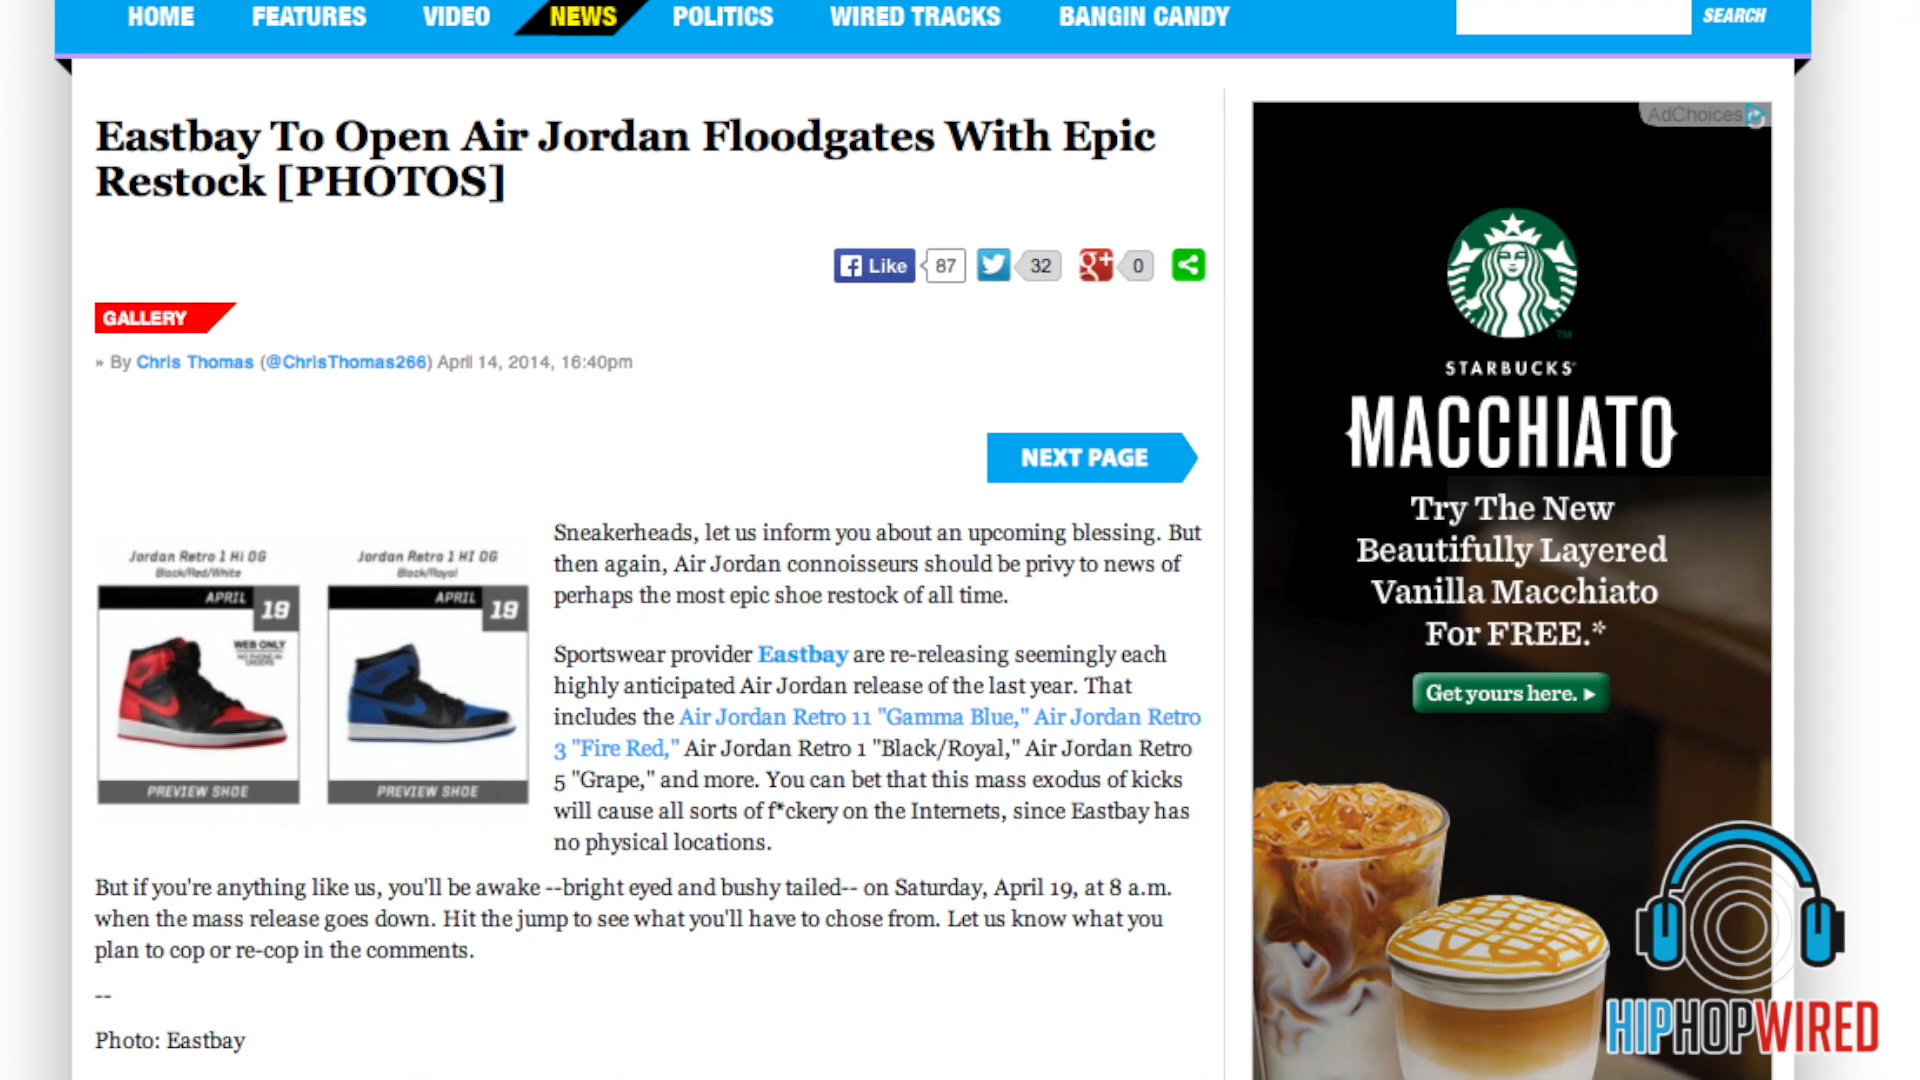 HOME FEATURES VIDEO NEWS POLITICS WIRED TRACKS BANGIN CANDY SEARCH
Eastbay To Open Air Jordan Floodgates With Epic
Restock [PHOTOS]
Like 87 32 g+ 0
GALLERY
» By Chris Thomas (@ChrisThomas266) April 14, 2014, 16:40pm
NEXT PAGE
Jordan Retro 1 Hi OG
Black/Red/White
APRIL 19
WEB ONLY
PREVIEW SHOE
Jordan Retro 1 HI OG
Black/Royal
APRIL 19
PREVIEW SHOE
Sneakerheads, let us inform you about an upcoming blessing. But
then again, Air Jordan connoisseurs should be privy to news of
perhaps the most epic shoe restock of all time.
Sportswear provider Eastbay are re-releasing seemingly each
highly anticipated Air Jordan release of the last year. That
includes the Air Jordan Retro 11 "Gamma Blue," Air Jordan Retro
3 "Fire Red," Air Jordan Retro 1 "Black/Royal," Air Jordan Retro
5 "Grape," and more. You can bet that this mass exodus of kicks
will cause all sorts of f*ckery on the Internets, since Eastbay has
no physical locations.
But if you're anything like us, you'll be awake --bright eyed and bushy tailed-- on Saturday, April 19, at 8 a.m.
when the mass release goes down. Hit the jump to see what you'll have to chose from. Let us know what you
plan to cop or re-cop in the comments.
--
Photo: Eastbay
AdChoices
TM
STARBUCKS®
MACCHIATO
Try The New
Beautifully Layered
Vanilla Macchiato
For FREE.*
Get yours here. ▸
HIPHOPWIRED